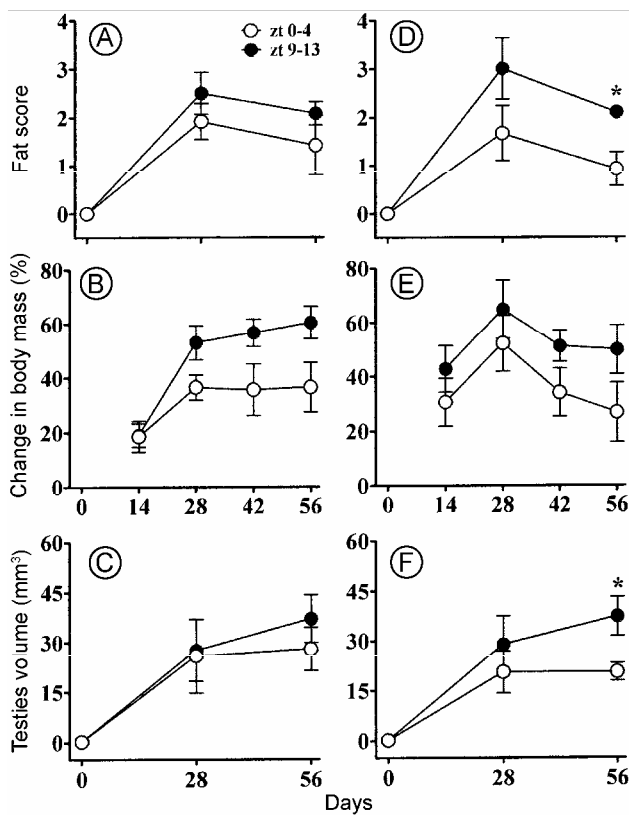 A
zt 0-4
zt 9-13
D
*
Fat score
4
3
2
1
0
4
3
2
1
0
B
E
Change in body mass (%)
80
60
40
20
0
80
60
40
20
0
0 14 28 42 56
0 14 28 42 56
C
F
*
Testies volume (mm³)
60
45
30
15
0
60
45
30
15
0
0 28 56
0 28 56
Days